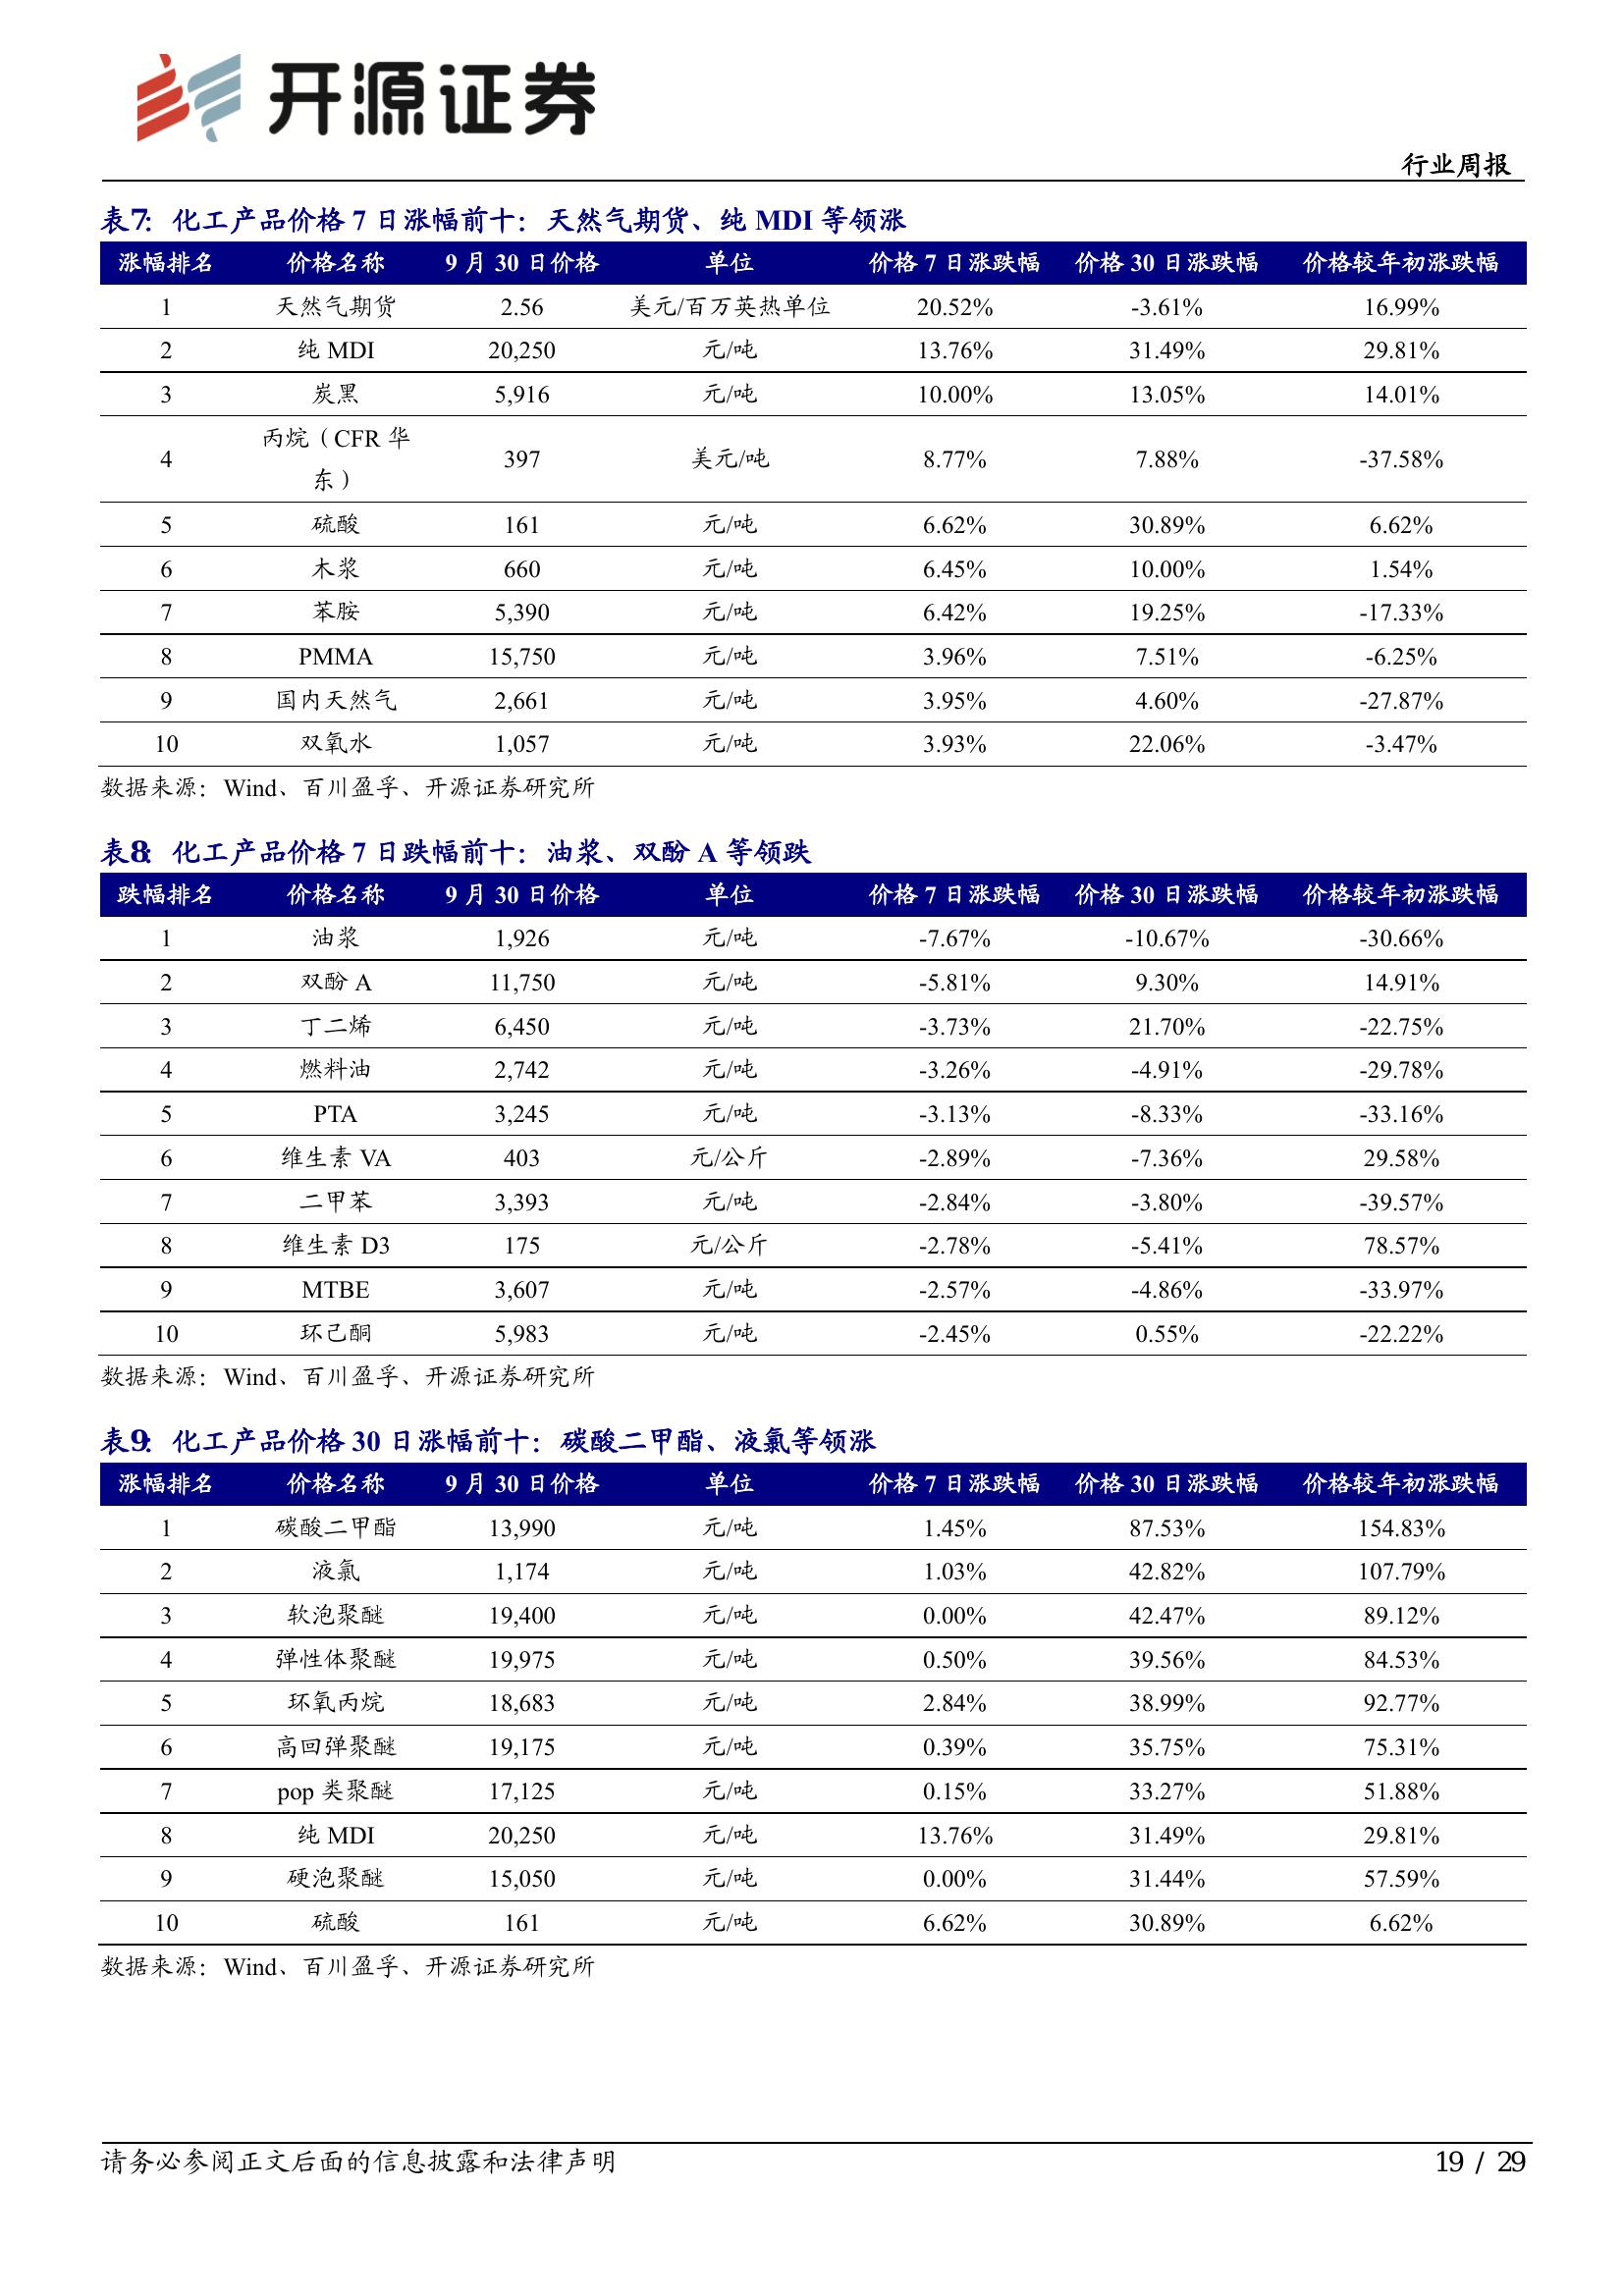 开源证券
行业周报
表7：化工产品价格 7 日涨幅前十：天然气期货、纯 MDI 等领涨
涨幅排名 价格名称 9 月 30 日价格 单位 价格 7 日涨跌幅 价格 30 日涨跌幅 价格较年初涨跌幅
1 天然气期货 2.56 美元/百万英热单位 20.52% -3.61% 16.99%
2 纯 MDI 20,250 元/吨 13.76% 31.49% 29.81%
3 炭黑 5,916 元/吨 10.00% 13.05% 14.01%
4 丙烷（CFR 华
东） 397 美元/吨 8.77% 7.88% -37.58%
5 硫酸 161 元/吨 6.62% 30.89% 6.62%
6 木浆 660 元/吨 6.45% 10.00% 1.54%
7 苯胺 5,390 元/吨 6.42% 19.25% -17.33%
8 PMMA 15,750 元/吨 3.96% 7.51% -6.25%
9 国内天然气 2,661 元/吨 3.95% 4.60% -27.87%
10 双氧水 1,057 元/吨 3.93% 22.06% -3.47%
数据来源：Wind、百川盈孚、开源证券研究所
表8：化工产品价格 7 日跌幅前十：油浆、双酚 A 等领跌
跌幅排名 价格名称 9 月 30 日价格 单位 价格 7 日涨跌幅 价格 30 日涨跌幅 价格较年初涨跌幅
1 油浆 1,926 元/吨 -7.67% -10.67% -30.66%
2 双酚 A 11,750 元/吨 -5.81% 9.30% 14.91%
3 丁二烯 6,450 元/吨 -3.73% 21.70% -22.75%
4 燃料油 2,742 元/吨 -3.26% -4.91% -29.78%
5 PTA 3,245 元/吨 -3.13% -8.33% -33.16%
6 维生素 VA 403 元/公斤 -2.89% -7.36% 29.58%
7 二甲苯 3,393 元/吨 -2.84% -3.80% -39.57%
8 维生素 D3 175 元/公斤 -2.78% -5.41% 78.57%
9 MTBE 3,607 元/吨 -2.57% -4.86% -33.97%
10 环己酮 5,983 元/吨 -2.45% 0.55% -22.22%
数据来源：Wind、百川盈孚、开源证券研究所
表9：化工产品价格 30 日涨幅前十：碳酸二甲酯、液氯等领涨
涨幅排名 价格名称 9 月 30 日价格 单位 价格 7 日涨跌幅 价格 30 日涨跌幅 价格较年初涨跌幅
1 碳酸二甲酯 13,990 元/吨 1.45% 87.53% 154.83%
2 液氯 1,174 元/吨 1.03% 42.82% 107.79%
3 软泡聚醚 19,400 元/吨 0.00% 42.47% 89.12%
4 弹性体聚醚 19,975 元/吨 0.50% 39.56% 84.53%
5 环氧丙烷 18,683 元/吨 2.84% 38.99% 92.77%
6 高回弹聚醚 19,175 元/吨 0.39% 35.75% 75.31%
7 pop 类聚醚 17,125 元/吨 0.15% 33.27% 51.88%
8 纯 MDI 20,250 元/吨 13.76% 31.49% 29.81%
9 硬泡聚醚 15,050 元/吨 0.00% 31.44% 57.59%
10 硫酸 161 元/吨 6.62% 30.89% 6.62%
数据来源：Wind、百川盈孚、开源证券研究所
请务必参阅正文后面的信息披露和法律声明 19 / 29